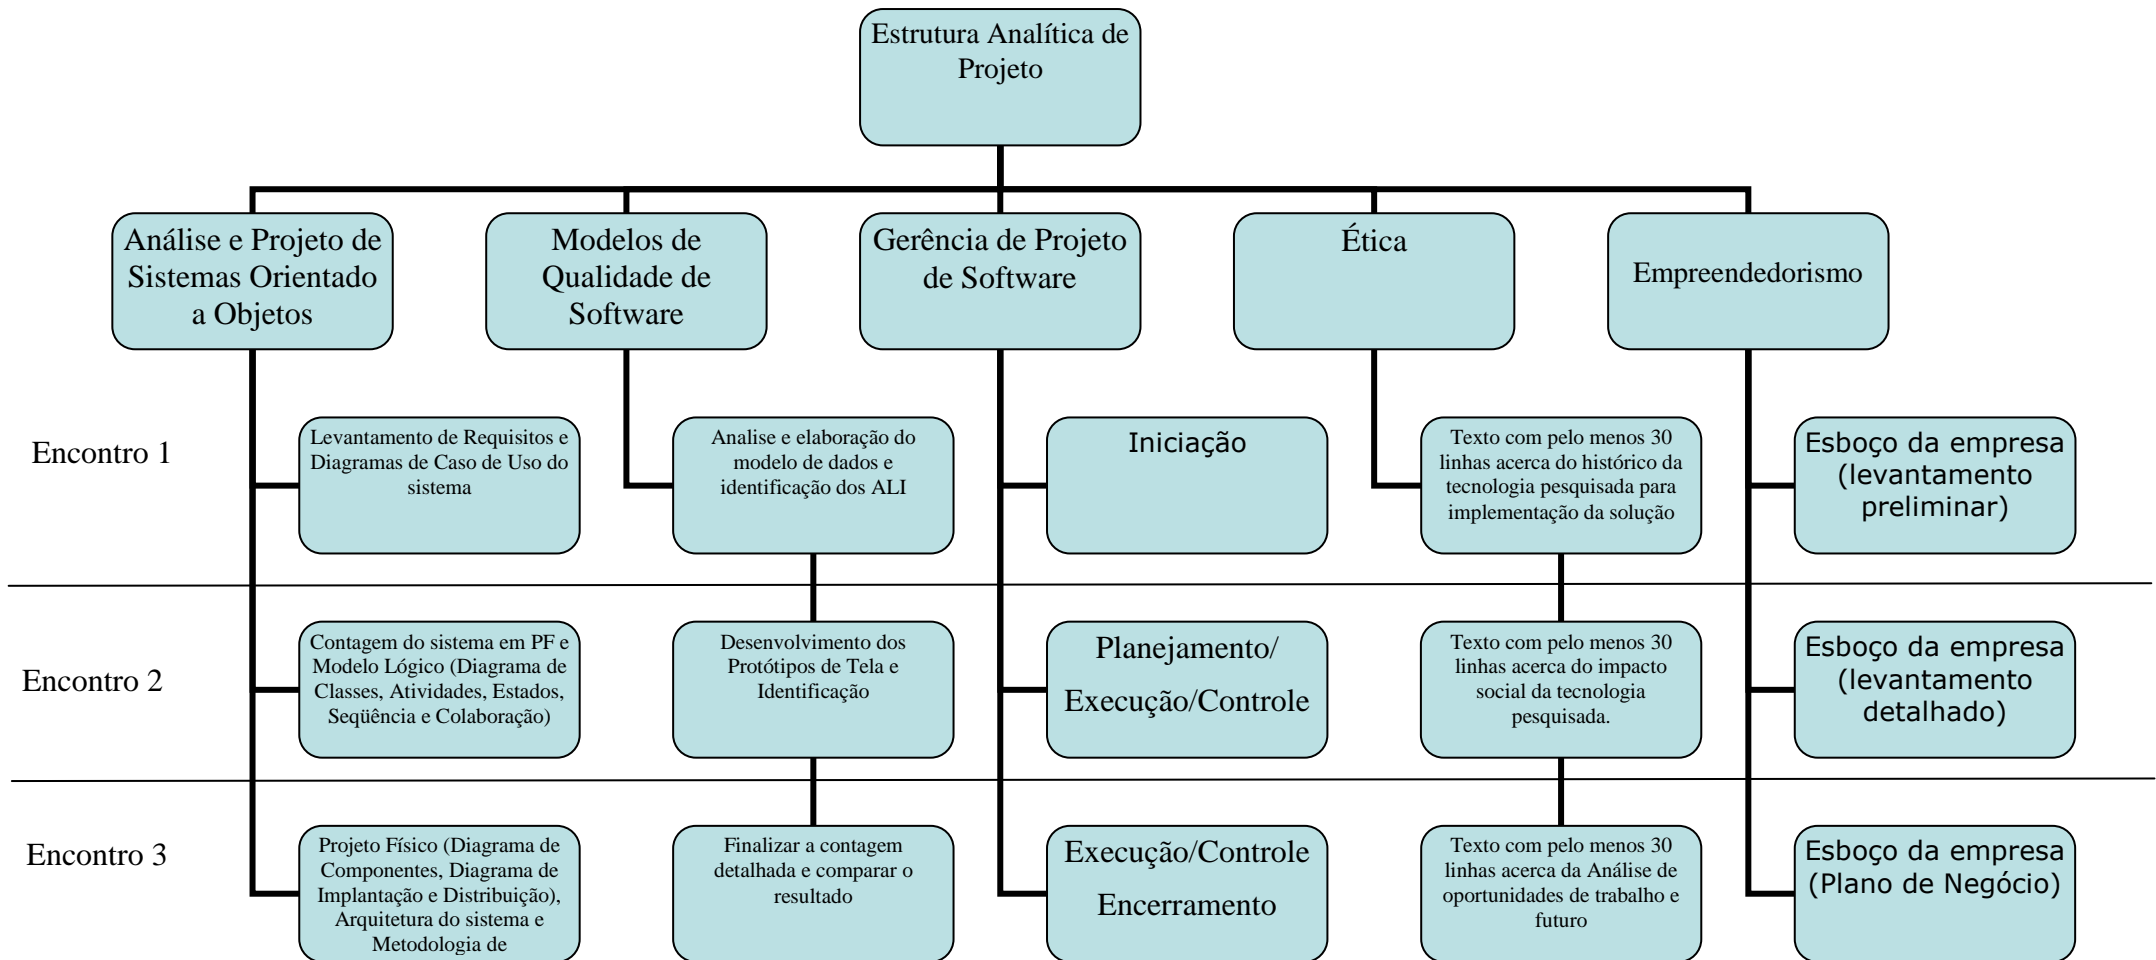 Estrutura Analítica de
Projeto
Análise e Projeto de
Sistemas Orientado
a Objetos
Modelos de
Qualidade de
Software
Gerência de Projeto
de Software
Ética
Empreendedorismo
Encontro 1
Levantamento de Requisitos e
Diagramas de Caso de Uso do
sistema
Analise e elaboração do
modelo de dados e
identificação dos ALI
Iniciação
Texto com pelo menos 30
linhas acerca do histórico da
tecnologia pesquisada para
implementação da solução
Esboço da empresa
(levantamento
preliminar)
Encontro 2
Contagem do sistema em PF e
Modelo Lógico (Diagrama de
Classes, Atividades, Estados,
Seqüência e Colaboração)
Desenvolvimento dos
Protótipos de Tela e
Identificação
Planejamento/
Execução/Controle
Texto com pelo menos 30
linhas acerca do impacto
social da tecnologia
pesquisada.
Esboço da empresa
(levantamento
detalhado)
Encontro 3
Projeto Físico (Diagrama de
Componentes, Diagrama de
Implantação e Distribuição),
Arquitetura do sistema e
Metodologia de
Finalizar a contagem
detalhada e comparar o
resultado
Execução/Controle
Encerramento
Texto com pelo menos 30
linhas acerca da Análise de
oportunidades de trabalho e
futuro
Esboço da empresa
(Plano de Negócio)